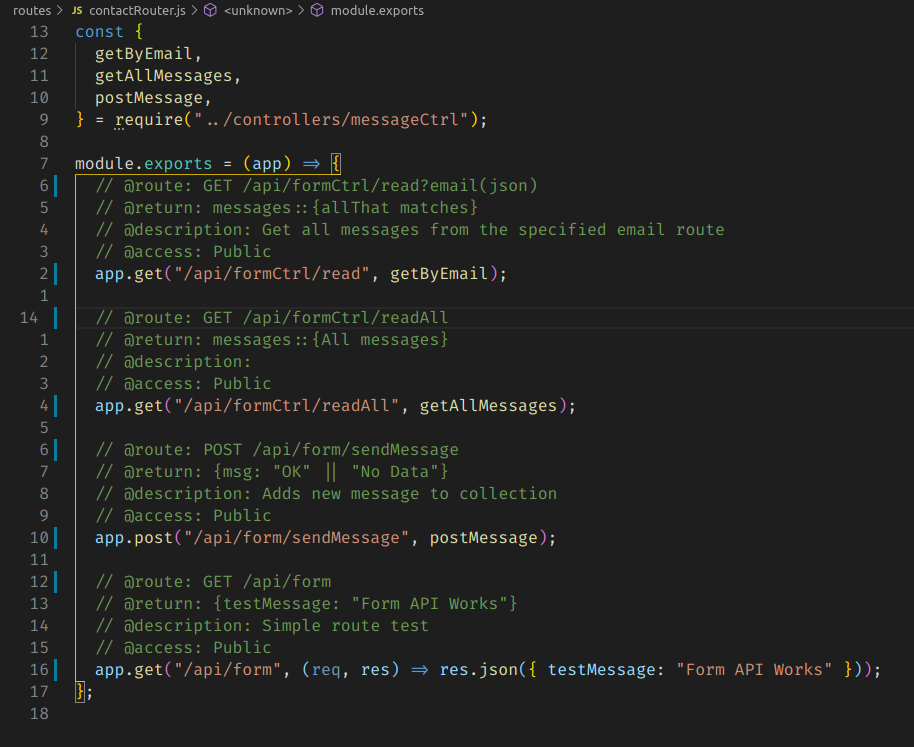 routes > JS contactRouter.js > <unknown> > module.exports
13 const {
12 getByEmail,
11 getAllMessages,
10 postMessage,
9 } = require("../controllers/messageCtrl");
8
7 module.exports = (app) => {
6 // @route: GET /api/formCtrl/read?email(json)
5 // @return: messages::{allThat matches}
4 // @description: Get all messages from the specified email route
3 // @access: Public
2 app.get("/api/formCtrl/read", getByEmail);
1
14 // @route: GET /api/formCtrl/readAll
1 // @return: messages::{All messages}
2 // @description:
3 // @access: Public
4 app.get("/api/formCtrl/readAll", getAllMessages);
5
6 // @route: POST /api/form/sendMessage
7 // @return: {msg: "OK" || "No Data"}
8 // @description: Adds new message to collection
9 // @access: Public
10 app.post("/api/form/sendMessage", postMessage);
11
12 // @route: GET /api/form
13 // @return: {testMessage: "Form API Works"}
14 // @description: Simple route test
15 // @access: Public
16 app.get("/api/form", (req, res) => res.json({ testMessage: "Form API Works" }));
17 };
18